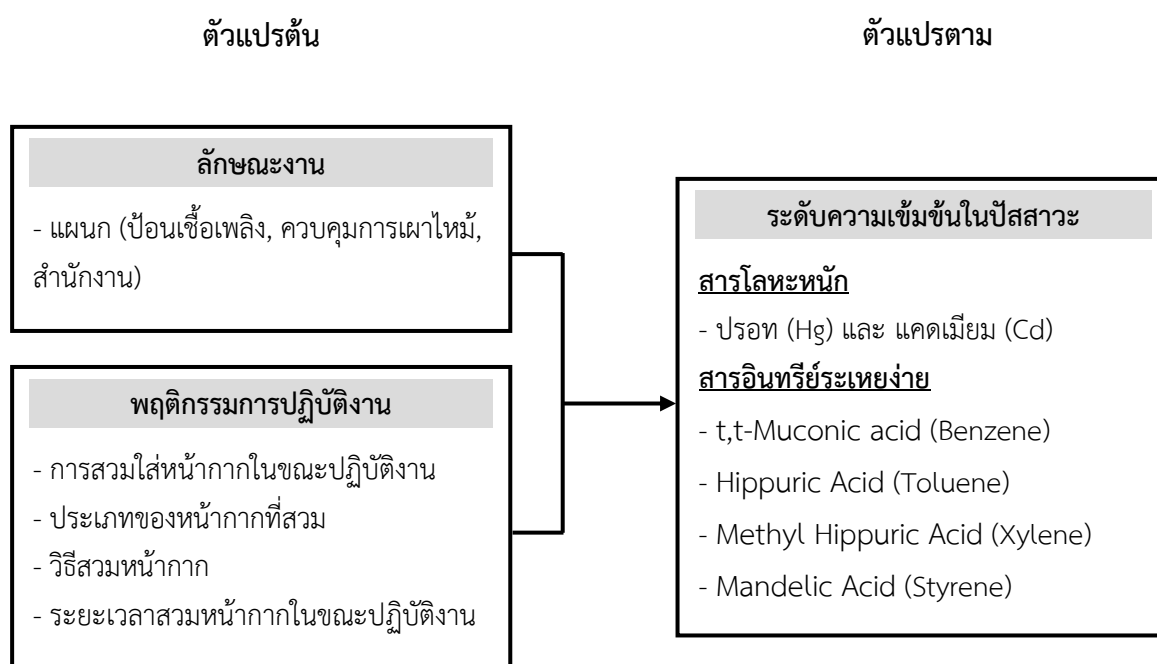 ตัวแปรต้น
ตัวแปรตาม
ลักษณะงาน
- แผนก (ป้อนเชื้อเพลิง, ควบคุมการเผาไหม้,
สำนักงาน)
พฤติกรรมการปฏิบัติงาน
- การสวมใส่หน้ากากในขณะปฏิบัติงาน
- ประเภทของหน้ากากที่สวม
- วิธีสวมหน้ากาก
- ระยะเวลาสวมหน้ากากในขณะปฏิบัติงาน
ระดับความเข้มข้นในปัสสาวะ
สารโลหะหนัก
- ปรอท (Hg) และ แคดเมียม (Cd)
สารอินทรีย์ระเหยง่าย
- t,t-Muconic acid (Benzene)
- Hippuric Acid (Toluene)
- Methyl Hippuric Acid (Xylene)
- Mandelic Acid (Styrene)